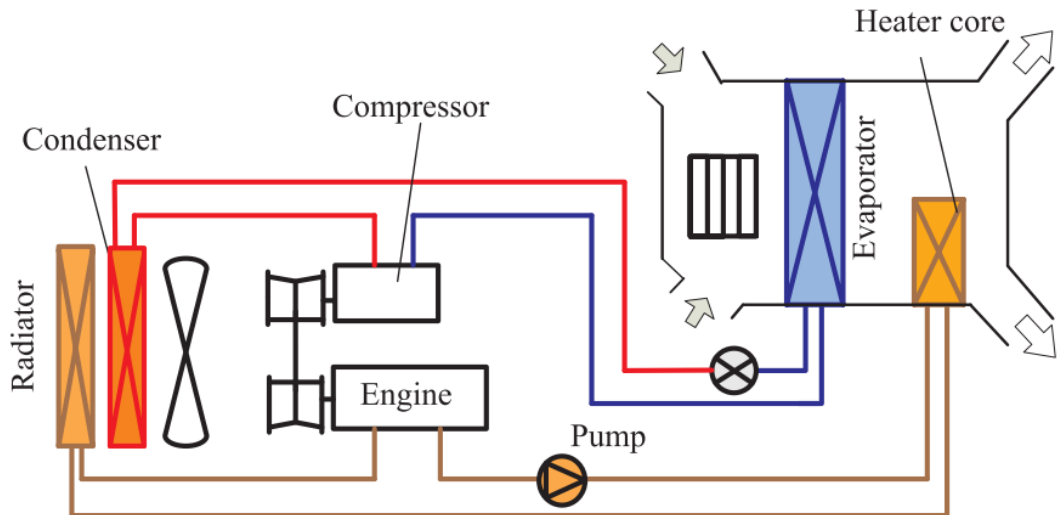 Heater core
Compressor
Condenser
Evaporator
Radiator
Engine
Pump